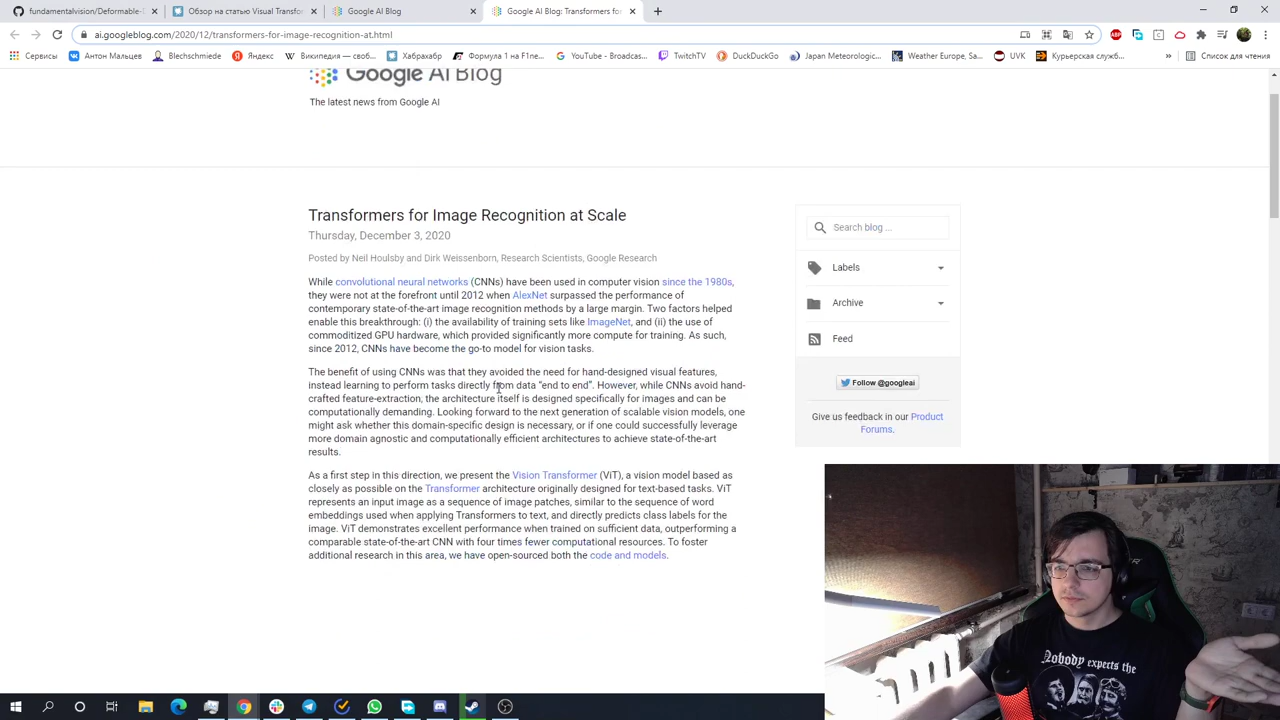 fundamentalvision/Deformable-D
Обзор на статью Visual Transfor
Google AI Blog
Google AI Blog: Transformers for
ai.googleblog.com/2020/12/transformers-for-image-recognition-at.html
Сервисы
Антон Мальцев
Blechschmiede
Яндекс
Википедия — своб...
Хабрахабр
Формула 1 на F1ne...
YouTube - Broadcas...
TwitchTV
DuckDuckGo
Japan Meteorologic...
Weather Europe, Sa...
UVK
Курьерская служб...
Список для чтения
Google AI Blog
The latest news from Google AI
Transformers for Image Recognition at Scale
Thursday, December 3, 2020
Posted by Neil Houlsby and Dirk Weissenborn, Research Scientists, Google Research
While convolutional neural networks (CNNs) have been used in computer vision since the 1980s,
they were not at the forefront until 2012 when AlexNet surpassed the performance of
contemporary state-of-the-art image recognition methods by a large margin. Two factors helped
enable this breakthrough: (i) the availability of training sets like ImageNet, and (ii) the use of
commoditized GPU hardware, which provided significantly more compute for training. As such,
since 2012, CNNs have become the go-to model for vision tasks.
The benefit of using CNNs was that they avoided the need for hand-designed visual features,
instead learning to perform tasks directly from data “end to end”. However, while CNNs avoid hand-
crafted feature-extraction, the architecture itself is designed specifically for images and can be
computationally demanding. Looking forward to the next generation of scalable vision models, one
might ask whether this domain-specific design is necessary, or if one could successfully leverage
more domain agnostic and computationally efficient architectures to achieve state-of-the-art
results.
As a first step in this direction, we present the Vision Transformer (ViT), a vision model based as
closely as possible on the Transformer architecture originally designed for text-based tasks. ViT
represents an input image as a sequence of image patches, similar to the sequence of word
embeddings used when applying Transformers to text, and directly predicts class labels for the
image. ViT demonstrates excellent performance when trained on sufficient data, outperforming a
comparable state-of-the-art CNN with four times fewer computational resources. To foster
additional research in this area, we have open-sourced both the code and models.
Search blog ...
Labels
Archive
Feed
Follow @googleai
Give us feedback in our Product
Forums.
Nobody expects the